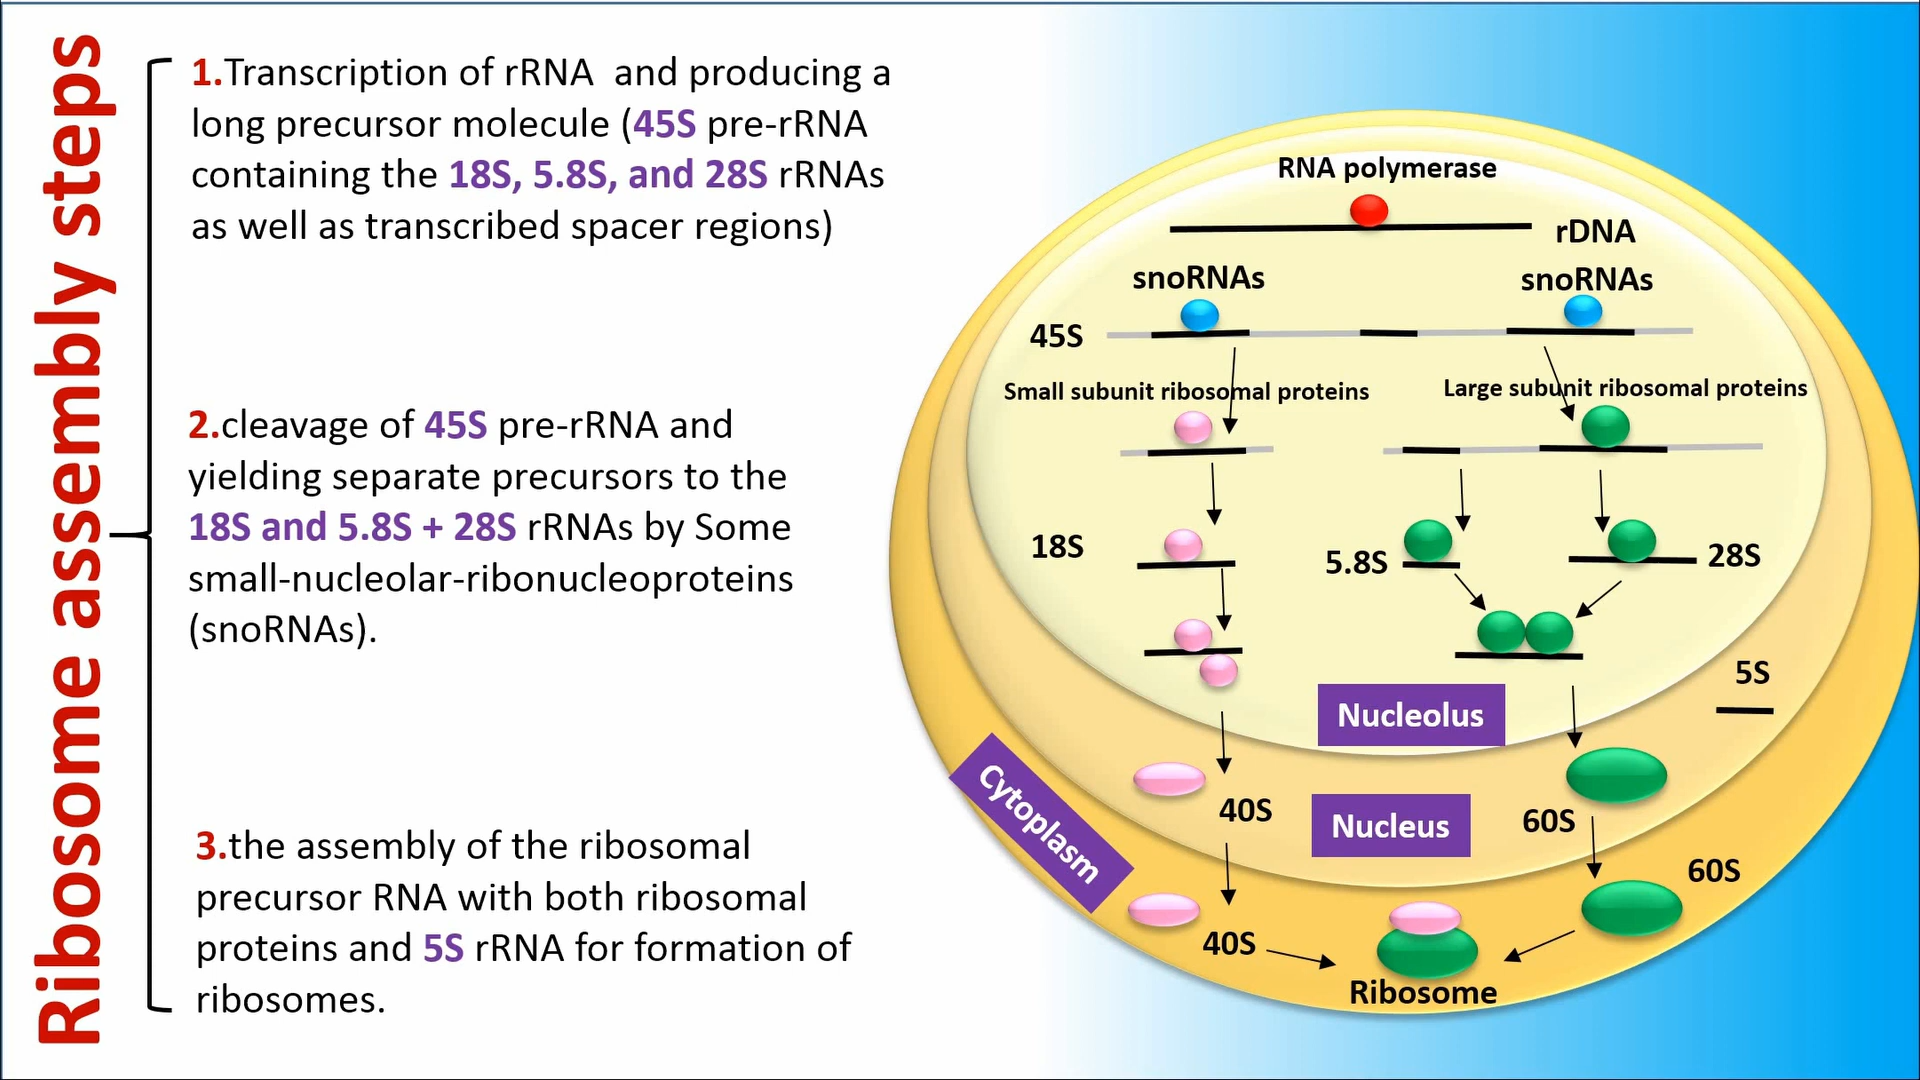 Ribosome assembly steps
1.Transcription of rRNA  and producing a
long precursor molecule (45S pre-rRNA
containing the 18S, 5.8S, and 28S rRNAs
as well as transcribed spacer regions)
2.cleavage of 45S pre-rRNA and
yielding separate precursors to the
18S and 5.8S + 28S rRNAs by Some
small-nucleolar-ribonucleoproteins
(snoRNAs).
3.the assembly of the ribosomal
precursor RNA with both ribosomal
proteins and 5S rRNA for formation of
ribosomes.
RNA polymerase
rDNA
snoRNAs
snoRNAs
45S
Small subunit ribosomal proteins
Large subunit ribosomal proteins
18S
5.8S
28S
5S
Nucleolus
40S
Nucleus
60S
Cytoplasm
60S
40S
Ribosome